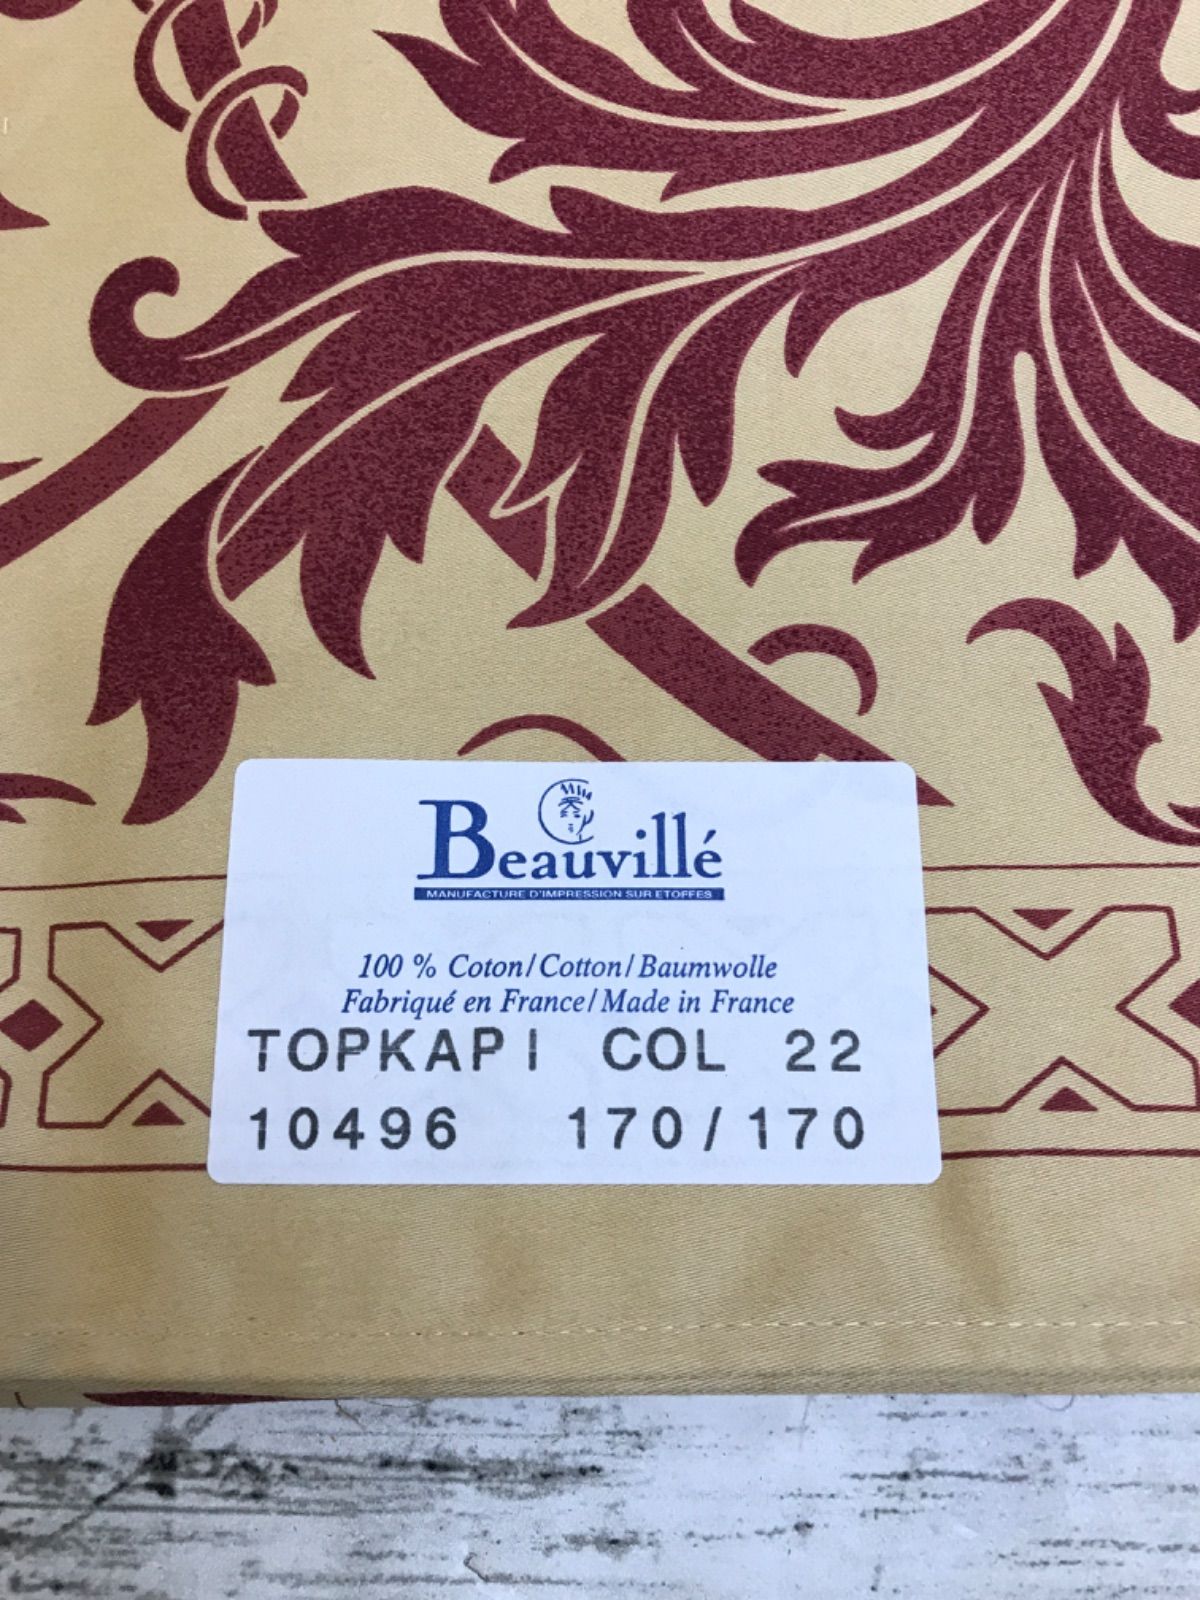 Beauvillé
MANUFACTURE D'IMPRESSION SUR ETOFFES
100 % Coton/Cotton/Baumwolle
Fabriqué en France/Made in France
TOPKAPI COL 22
10496 170/170